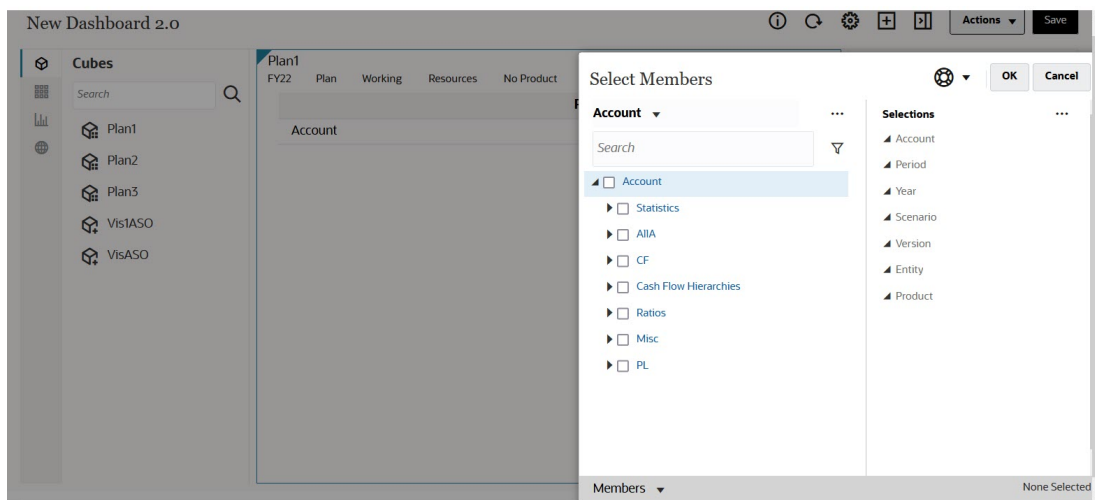 New Dashboard 2.0
Actions
Save
Cubes
Search
Plan1
Plan2
Plan3
Vis1ASO
VisASO
Plan1
FY22 Plan Working Resources No Product
Account
Select Members
OK
Cancel
Account
Search
Account
Statistics
AllA
CF
Cash Flow Hierarchies
Ratios
Misc
PL
Members
Selections
Account
Period
Year
Scenario
Version
Entity
Product
None Selected